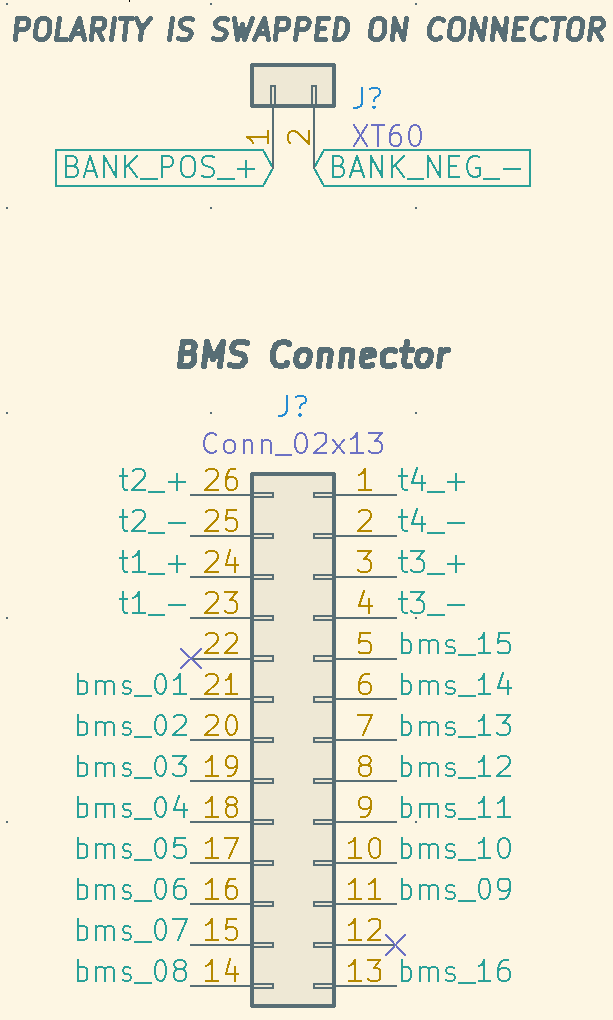 POLARITY IS SWAPPED ON CONNECTOR
J?
1 2 XT60
BANK_POS_+ BANK_NEG_-
BMS Connector
J?
Conn_02x13
t2_+ 26 1 t4_+
t2_- 25 2 t4_-
t1_+ 24 3 t3_+
t1_- 23 4 t3_-
22 5 bms_15
bms_01 21 6 bms_14
bms_02 20 7 bms_13
bms_03 19 8 bms_12
bms_04 18 9 bms_11
bms_05 17 10 bms_10
bms_06 16 11 bms_09
bms_07 15 12
bms_08 14 13 bms_16